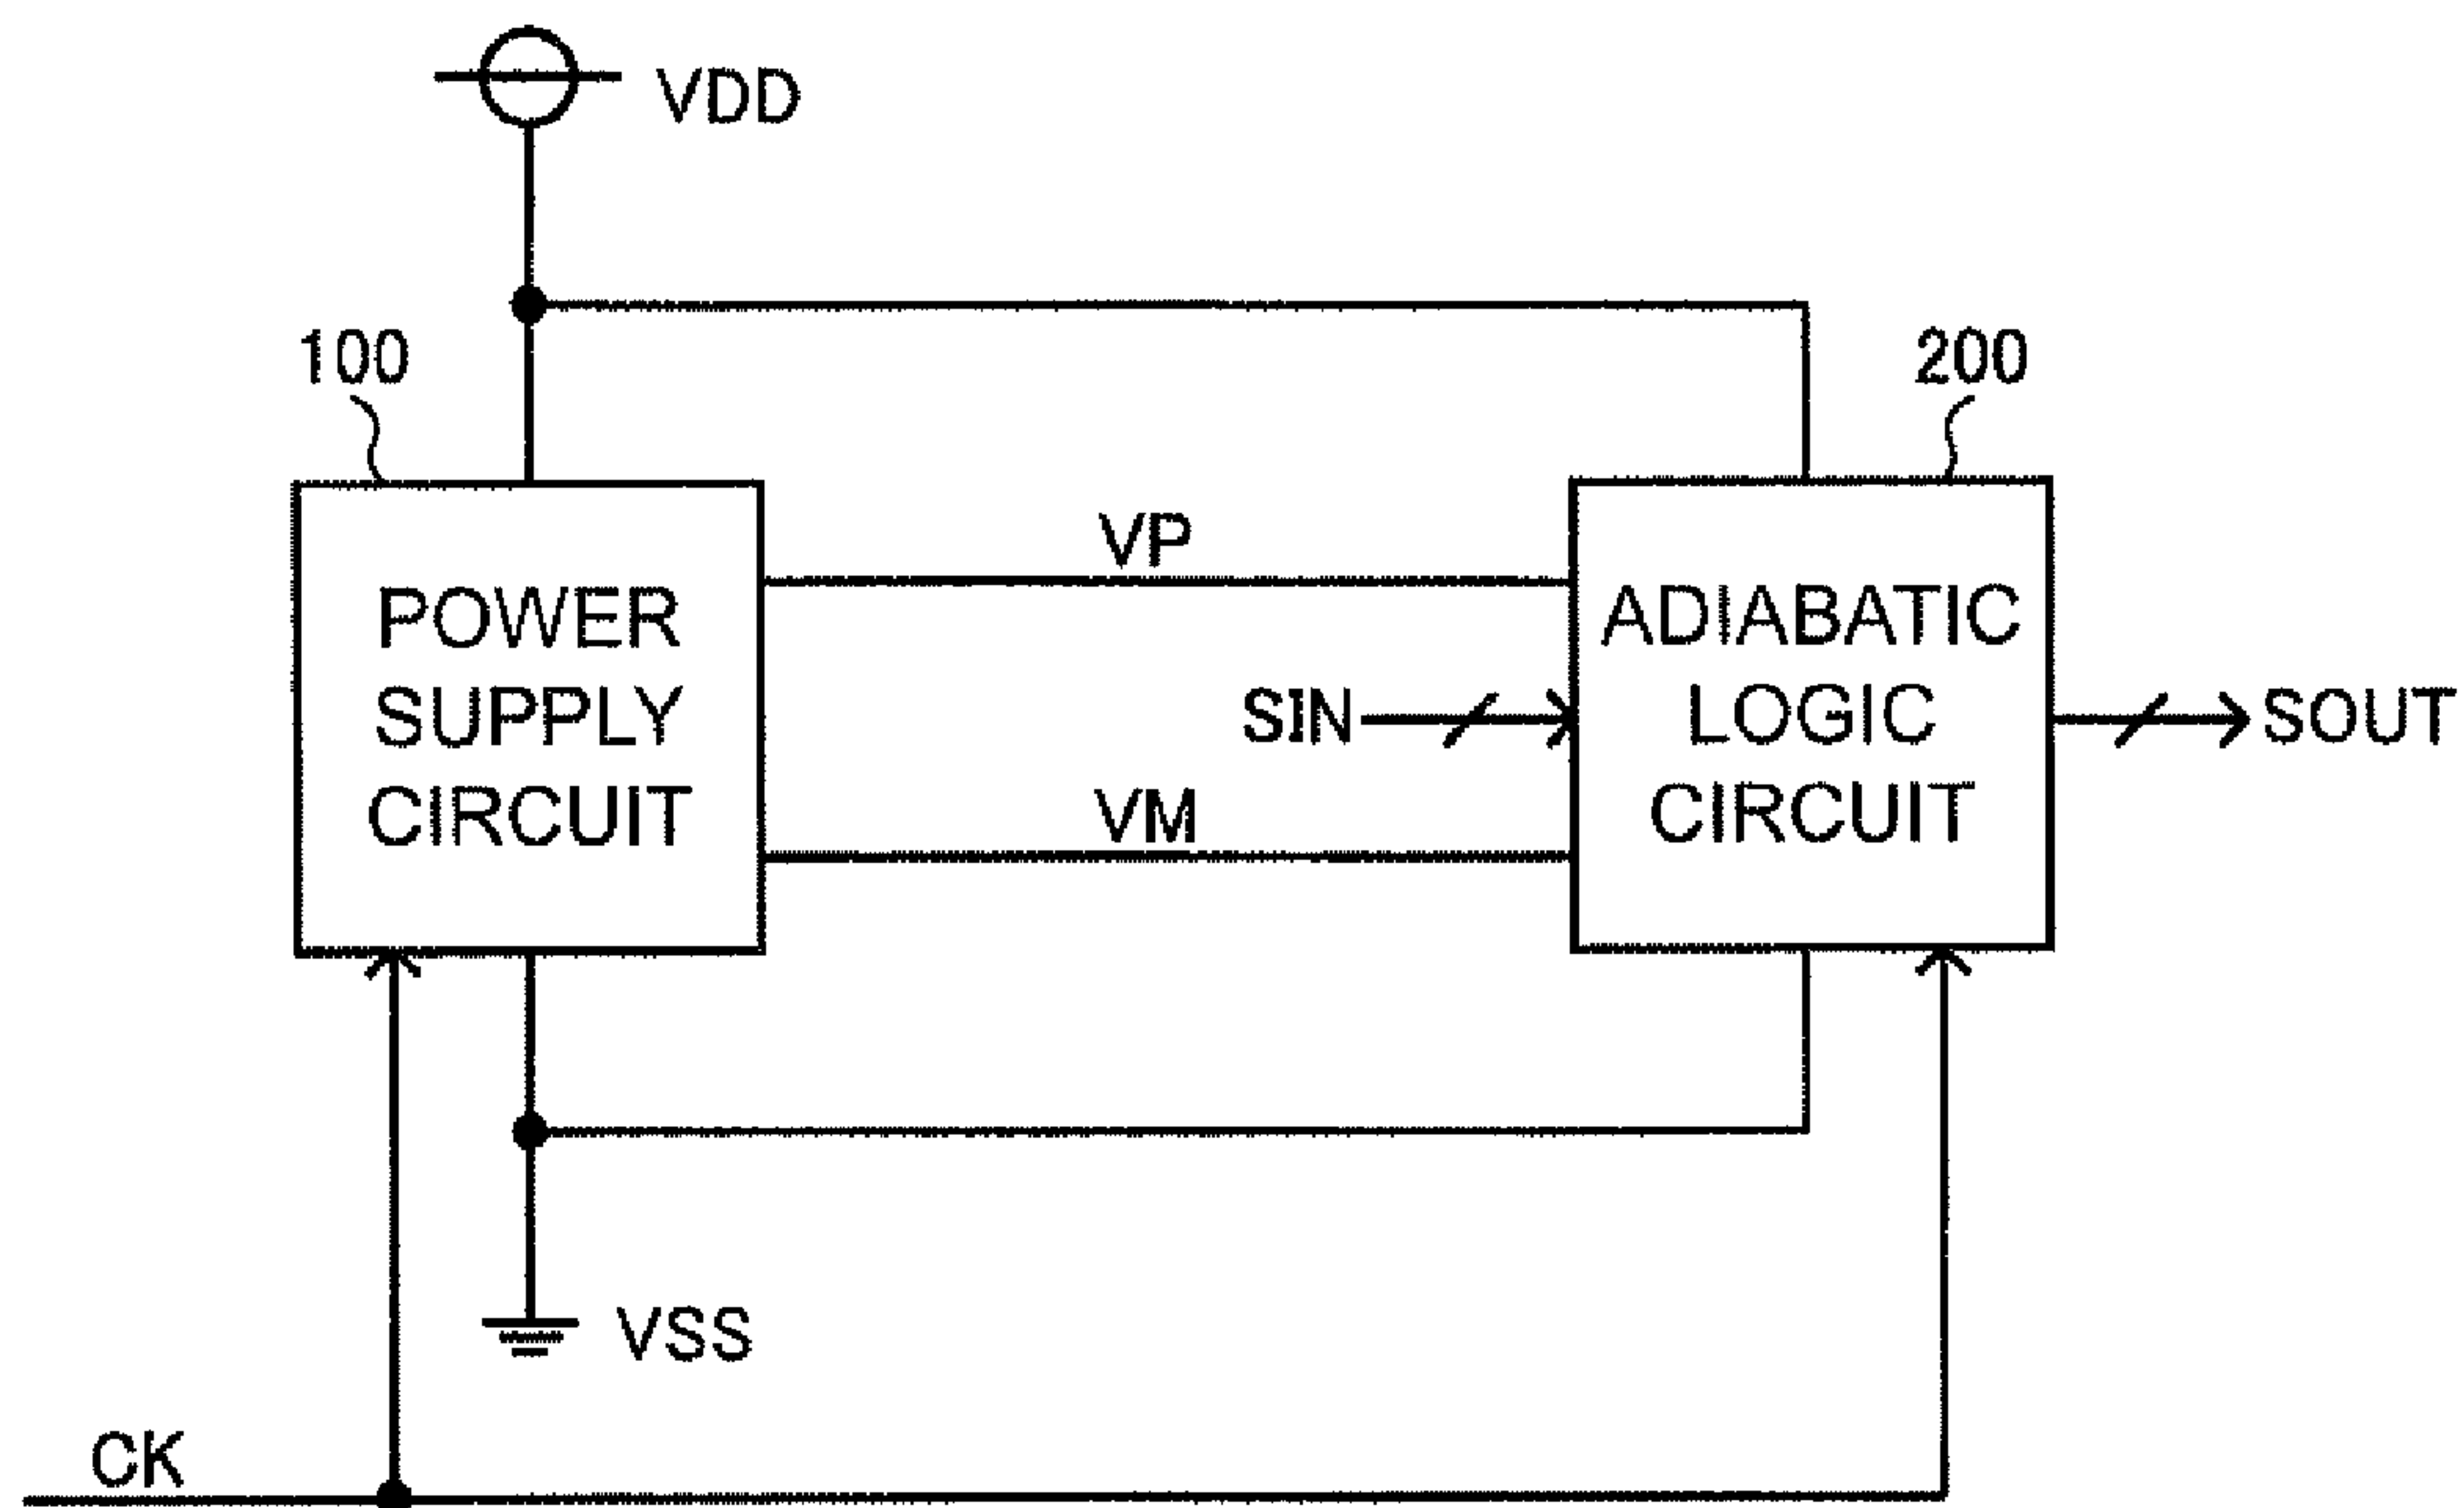 VDD
100
200
POWER
SUPPLY
CIRCUIT
VP
SIN
VM
ADIABATIC
LOGIC
CIRCUIT
SOUT
VSS
CK